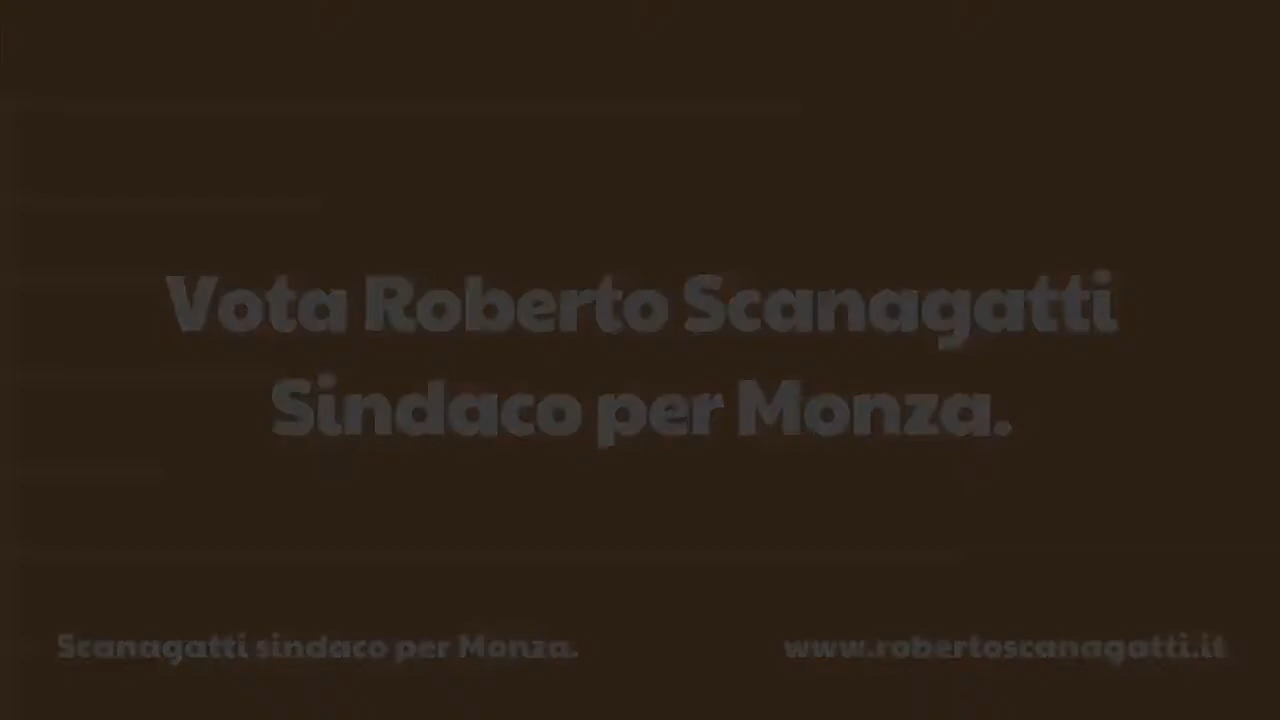 Vota Roberto Scanagatti
Sindaco per Monza.
Scanagatti sindaco per Monza.
www.robertoscanagatti.it